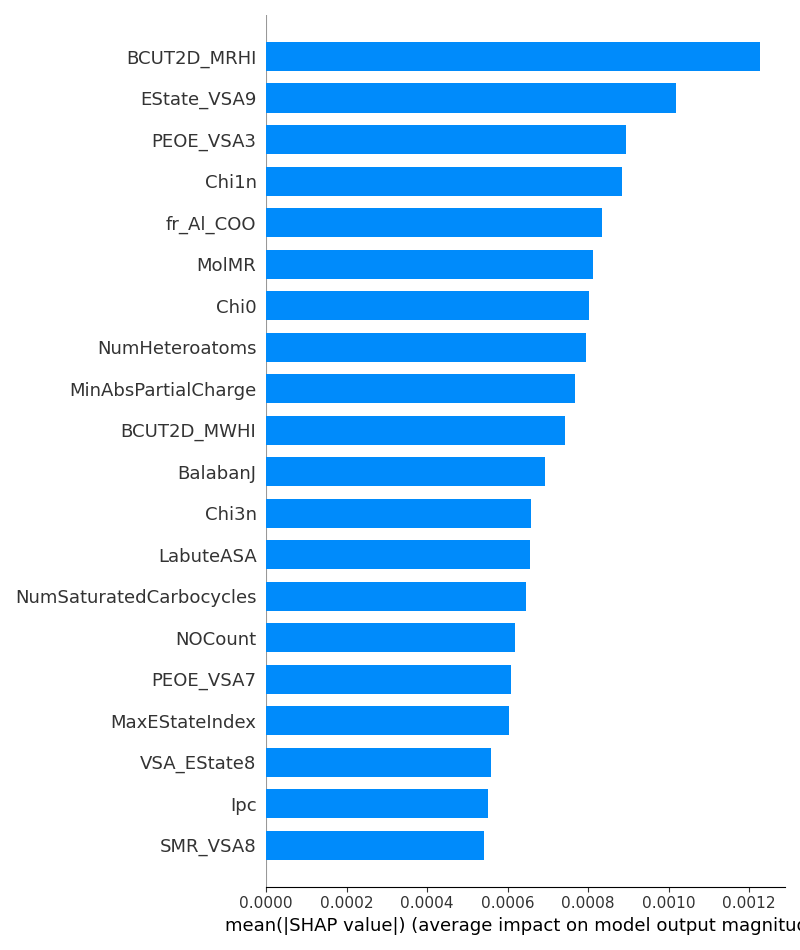 BCUT2D_MRHI
EState_VSA9
PEOE_VSA3
Chi1n
fr_Al_COO
MolMR
Chi0
NumHeteroatoms
MinAbsPartialCharge
BCUT2D_MWHI
BalabanJ
Chi3n
LabuteASA
NumSaturatedCarbocycles
NOCount
PEOE_VSA7
MaxEStateIndex
VSA_EState8
Ipc
SMR_VSA8
0.0000 0.0002 0.0004 0.0006 0.0008 0.0010 0.0012
mean(|SHAP value|) (average impact on model output